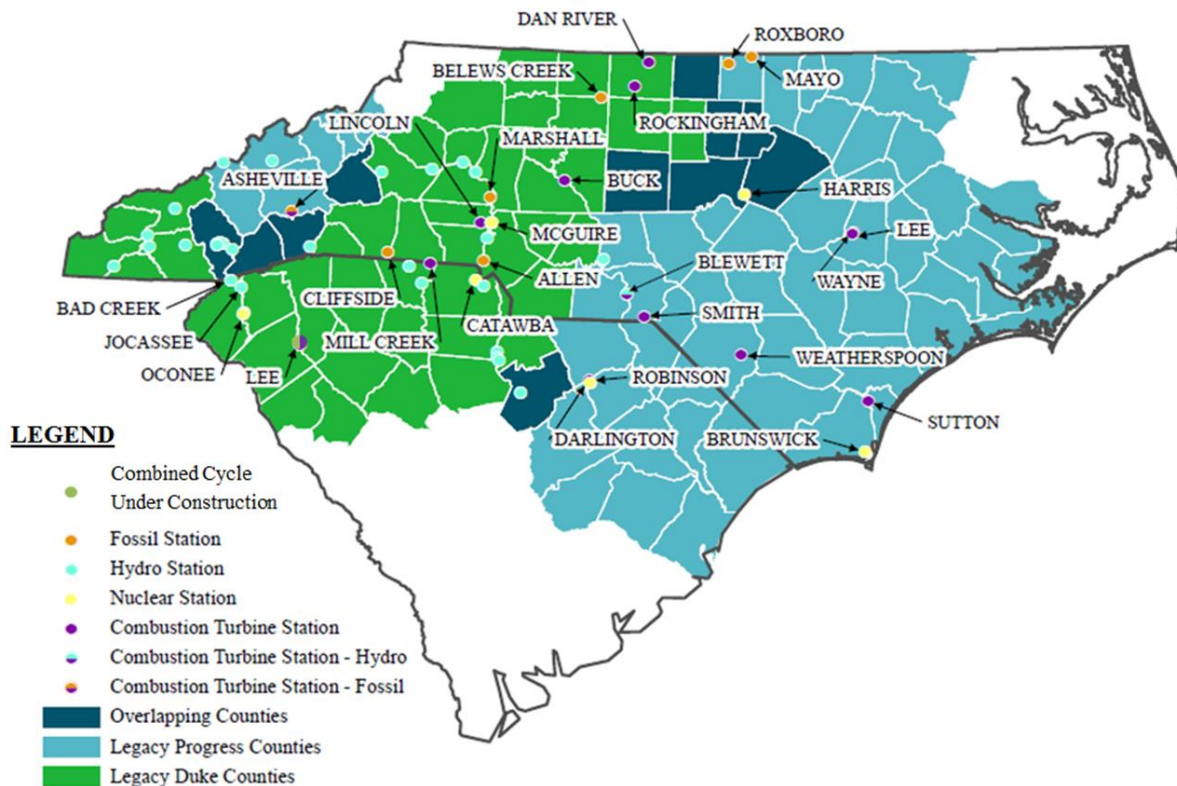 DAN RIVER
ROXBORO
BELEWS CREEK
MAYO
LINCOLN
MARSHALL
ROCKINGHAM
ASHEVILLE
BUCK
HARRIS
MCGUIRE
LEE
ALLEN
BLEWETT
WAYNE
BAD CREEK
CLIFFSIDE
SMITH
JOCASSEE
MILL CREEK
CATAWBA
WEATHERSPOON
OCONEE
LEE
ROBINSON
SUTTON
DARLINGTON
BRUNSWICK
LEGEND
Combined Cycle
Under Construction
Fossil Station
Hydro Station
Nuclear Station
Combustion Turbine Station
Combustion Turbine Station - Hydro
Combustion Turbine Station - Fossil
Overlapping Counties
Legacy Progress Counties
Legacy Duke Counties